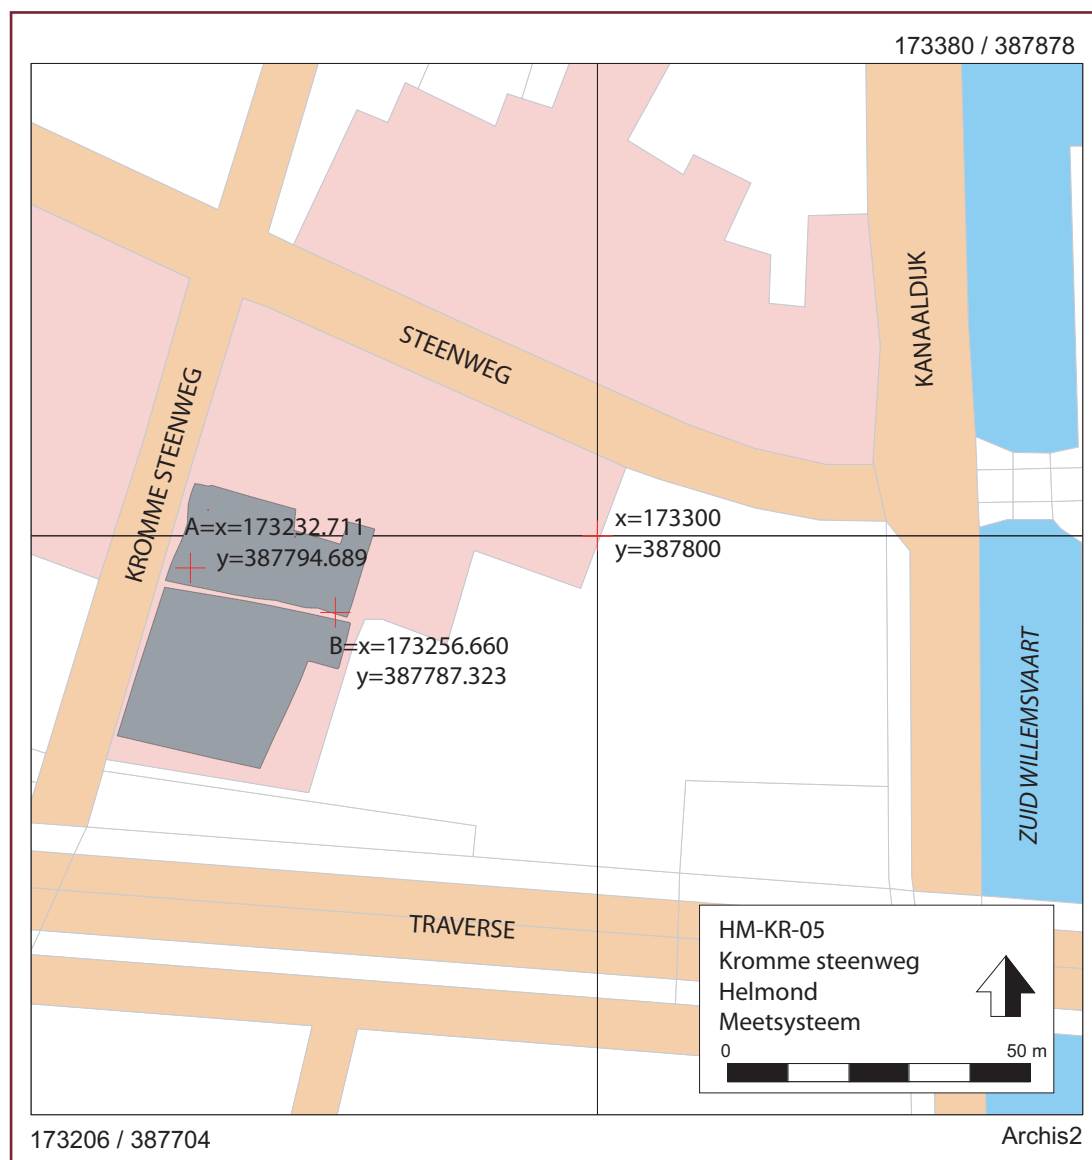 173380 / 387878
STEENWEG
KANAALDIJK
KROMME STEENWEG
A=x=173232.711
y=387794.689
x=173300
y=387800
B=x=173256.660
y=387787.323
ZUID WILLEMSVAART
TRAVERSE
HM-KR-05
Kromme steenweg
Helmond
Meetsysteem
0 50 m
173206 / 387704
Archis2